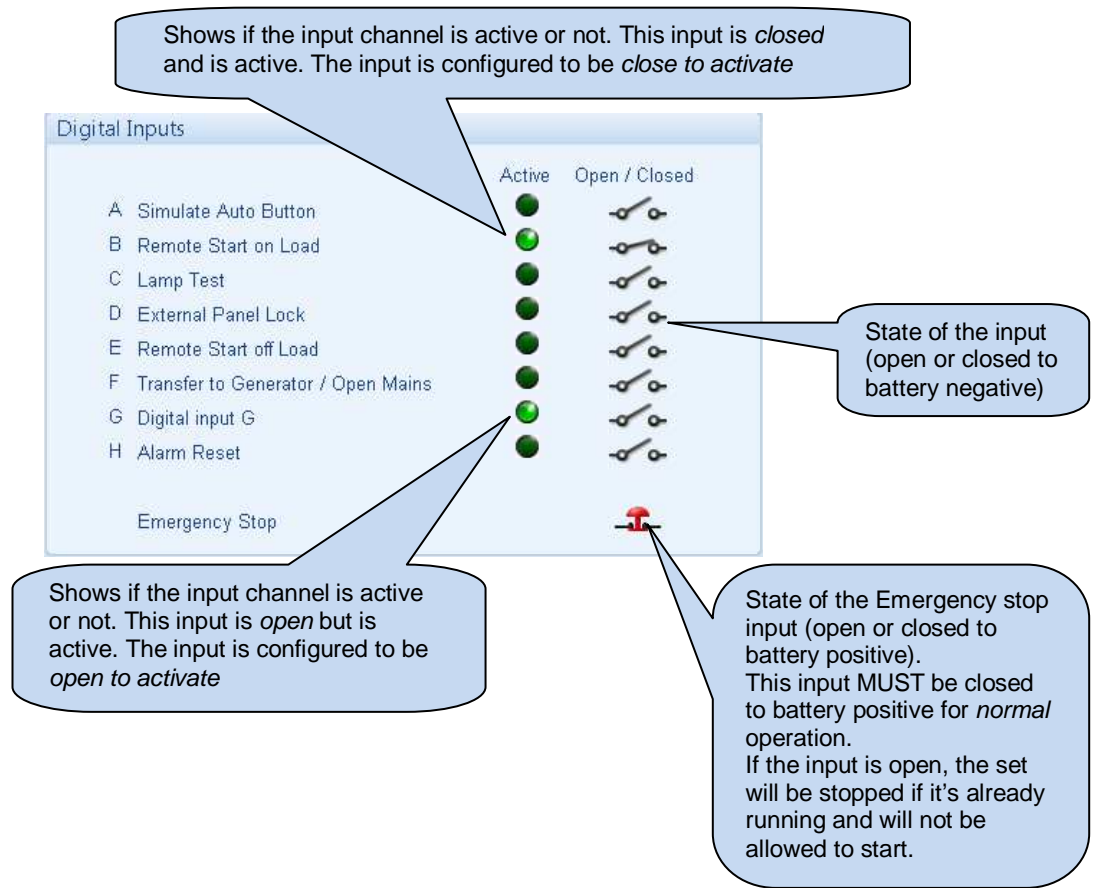 Shows if the input channel is active or not. This input is closed
and is active. The input is configured to be close to activate
Digital Inputs
Active Open / Closed
A Simulate Auto Button
B Remote Start on Load
C Lamp Test
D External Panel Lock
E Remote Start off Load
F Transfer to Generator / Open Mains
G Digital input G
H Alarm Reset
Emergency Stop
State of the input
(open or closed to
battery negative)
Shows if the input channel is active
or not. This input is open but is
active. The input is configured to be
open to activate
State of the Emergency stop
input (open or closed to
battery positive).
This input MUST be closed
to battery positive for normal
operation.
If the input is open, the set
will be stopped if it's already
running and will not be
allowed to start.